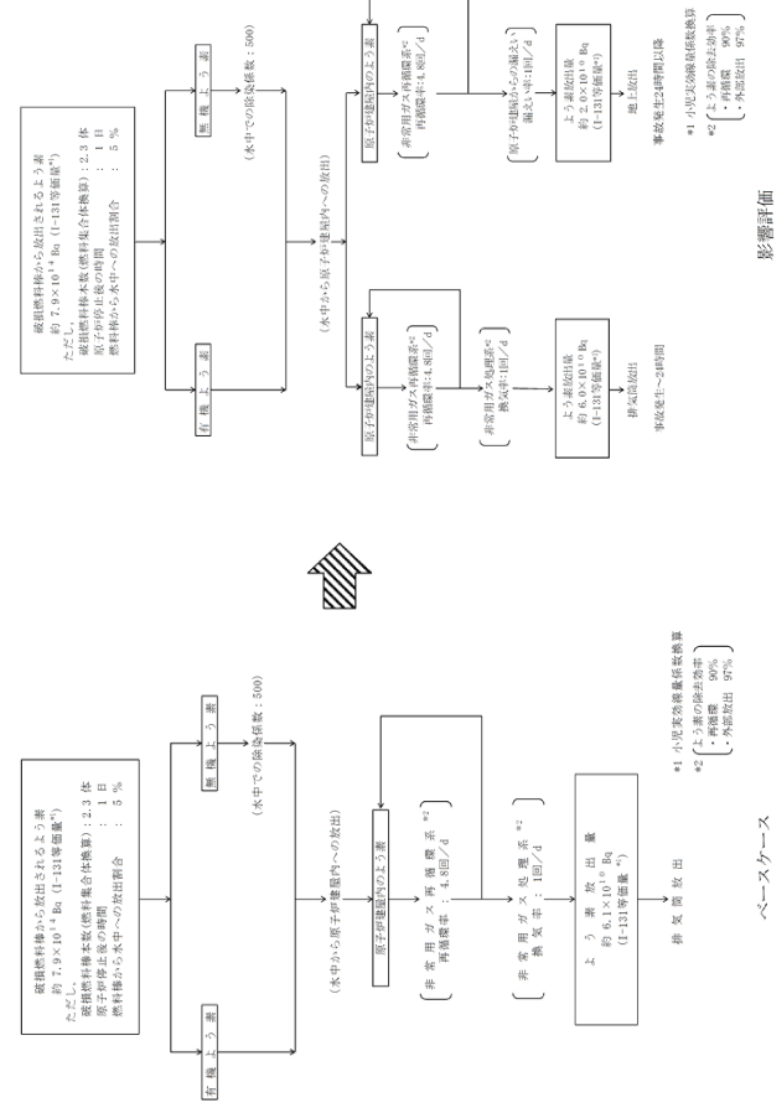 破損燃料棒から放出されるよう素
約 7.9×10¹⁴ Bq (I-131等価量*¹)
ただし,
破損燃料棒本数(燃料集合体換算) : 2.3 体
原子炉停止後の時間 : 1 日
燃料棒から水中への放出割合 : 5 %
有 機 よ う 素
無 機 よ う 素
(水中での除染係数 : 500)
(水中から原子炉建屋内への放出)
原子炉建屋内のよう素
非 常 用 ガ ス 再 循 環 系 *²
再循環率 : 4.8回/d
非 常 用 ガ ス 処 理 系 *²
換 気 率 : 1回/d
よ う 素 放 出 量
約 6.1×10¹⁰ Bq
(I-131等価量*¹)
排 気 筒 放 出
*1 小児実効線量係数換算
*2 よう素の除去効率
・再循環 90%
・外部放出 97%
ベースケース
破損燃料棒から放出されるよう素
約 7.9×10¹⁴ Bq (I-131等価量*¹)
ただし,
破損燃料棒本数(燃料集合体換算) : 2.3 体
原子炉停止後の時間 : 1 日
燃料棒から水中への放出割合 : 5 %
有 機 よ う 素
無 機 よ う 素
(水中での除染係数 : 500)
(水中から原子炉建屋内への放出)
原子炉建屋内のよう素
非常用ガス再循環系*²
再循環率:4.8回/d
非常用ガス処理系*²
換気率:1回/d
よう素放出量
約 6.0×10¹⁰ Bq
(I-131等価量*¹)
排気筒放出
事故発生~24時間
原子炉建屋内のよう素
非常用ガス再循環系*²
再循環率:4.8回/d
原子炉建屋からの漏えい
漏えい率:1回/d
よう素放出量
約 2.0×10¹⁰ Bq
(I-131等価量*¹)
地上放出
事故発生24時間以降
*1 小児実効線量係数換算
*2 よう素の除去効率
・再循環 90%
・外部放出 97%
影響評価